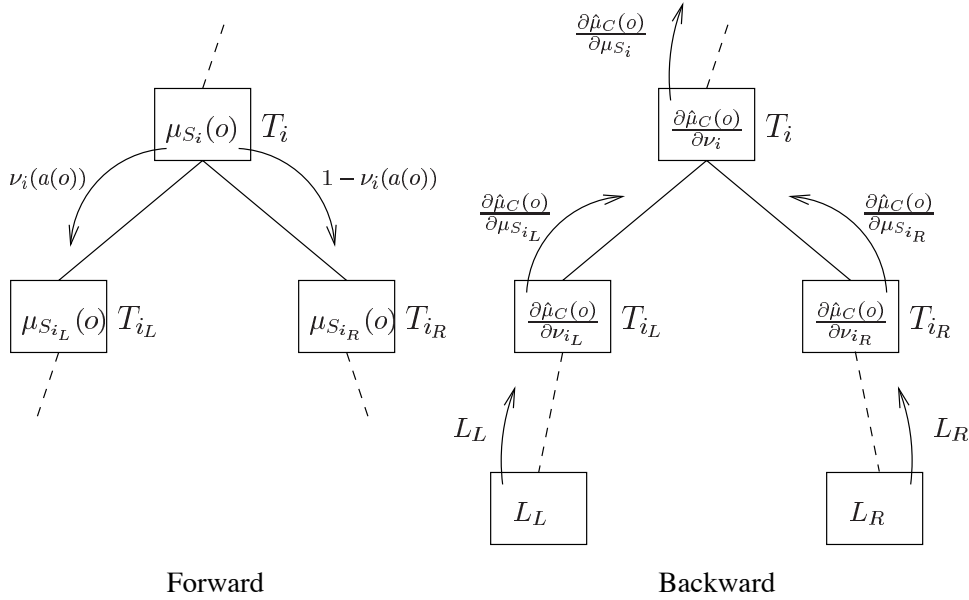 μ_{S_i}(o) T_i
ν_i(a(o)) 1 − ν_i(a(o))
μ_{S_{i_L}}(o) T_{i_L} μ_{S_{i_R}}(o) T_{i_R}
Forward
∂μ̂_C(o)/∂μ_{S_i}
∂μ̂_C(o)/∂ν_i T_i
∂μ̂_C(o)/∂μ_{S_{i_L}} ∂μ̂_C(o)/∂μ_{S_{i_R}}
∂μ̂_C(o)/∂ν_{i_L} T_{i_L} ∂μ̂_C(o)/∂ν_{i_R} T_{i_R}
L_L L_R
L_L L_R
Backward